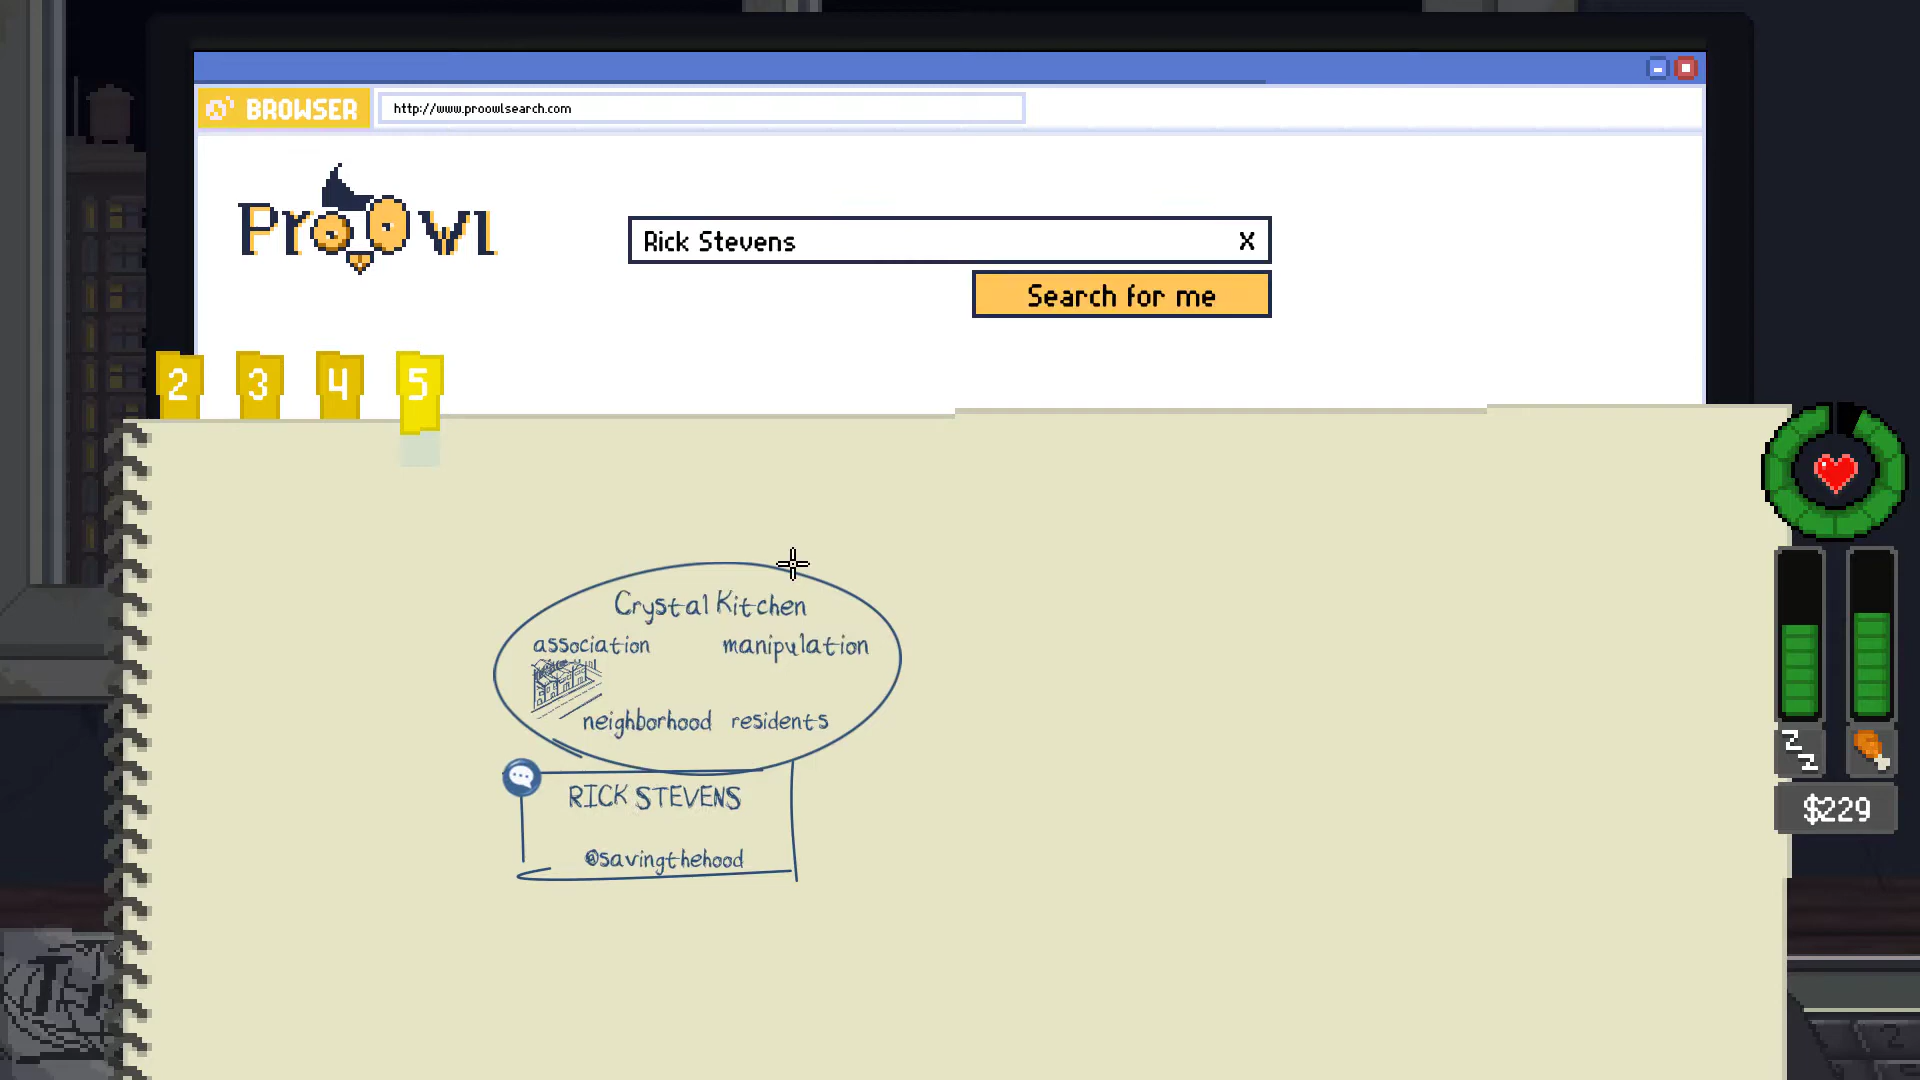 BROWSER
http://www.proowlsearch.com
PrOOwl
Rick Stevens X
Search for me
2 3 4 5
Crystal Kitchen
association manipulation
neighborhood residents
RICK STEVENS
@savingthehood
z
z
$229